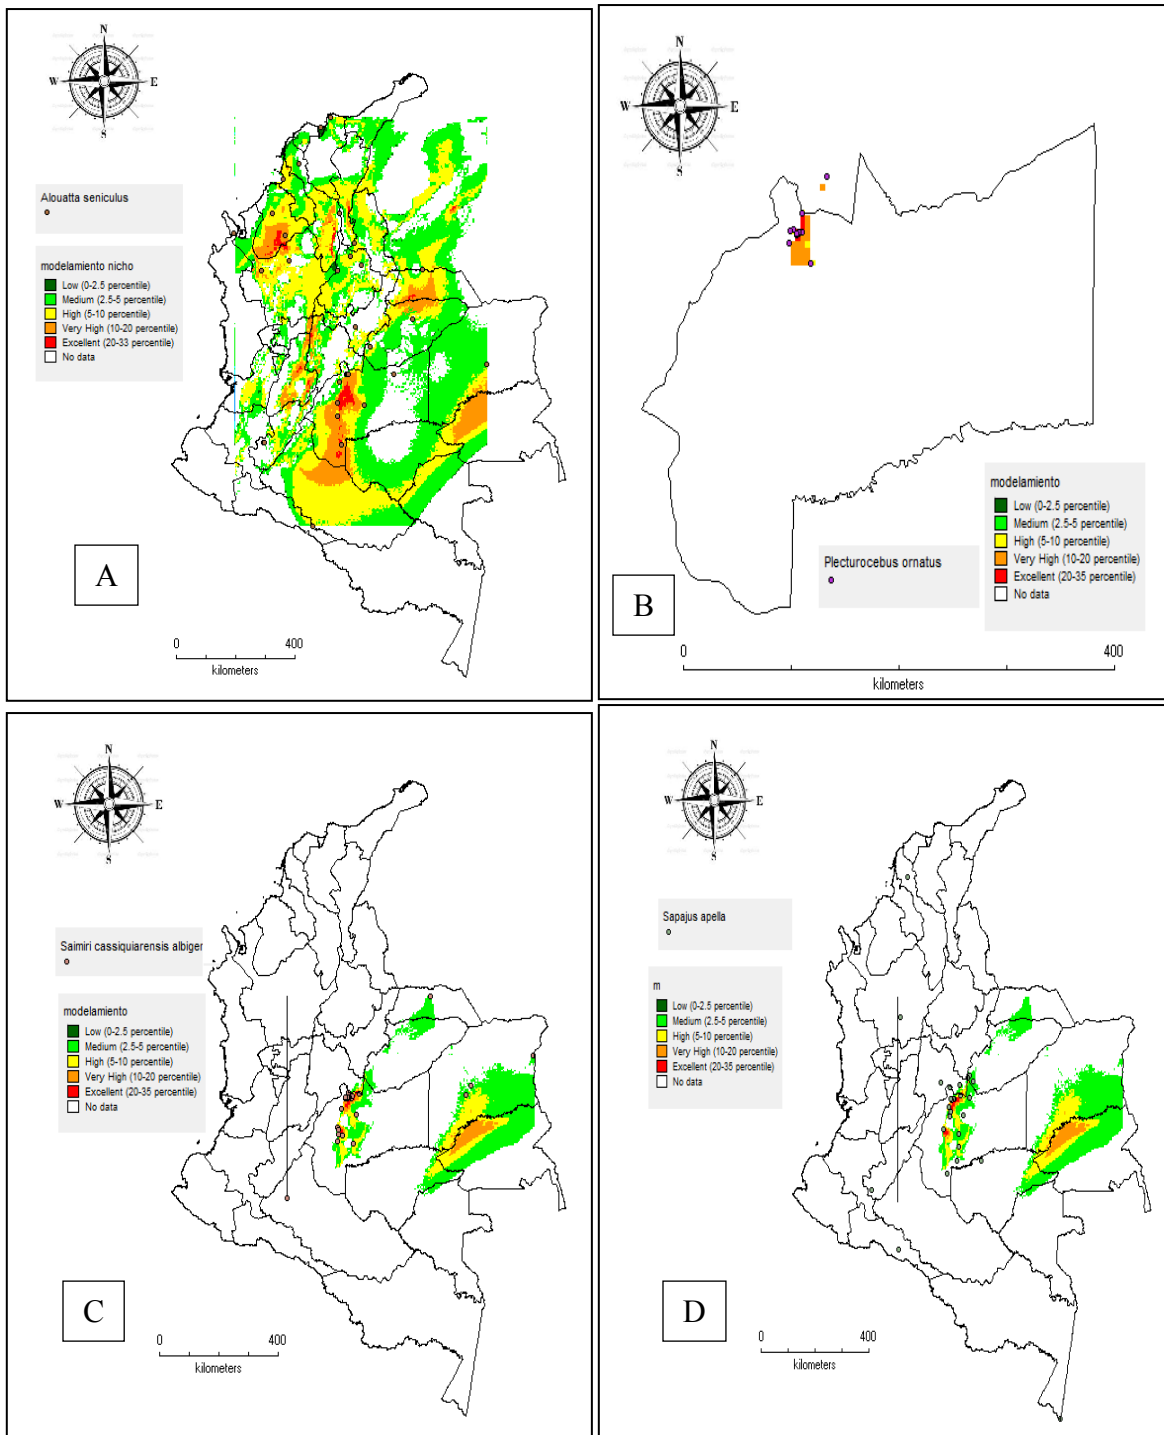 N
W E
S
Alouatta seniculus
modelamiento nicho
Low (0-2.5 percentile)
Medium (2.5-5 percentile)
High (5-10 percentile)
Very High (10-20 percentile)
Excellent (20-33 percentile)
No data
A
0 400
kilometers
N
W E
S
modelamiento
Low (0-2.5 percentile)
Medium (2.5-5 percentile)
High (5-10 percentile)
Very High (10-20 percentile)
Excellent (20-35 percentile)
No data
Plecturocebus ornatus
B
0 400
kilometers
N
W E
S
Saimiri cassiquiarensis albiger
modelamiento
Low (0-2.5 percentile)
Medium (2.5-5 percentile)
High (5-10 percentile)
Very High (10-20 percentile)
Excellent (20-35 percentile)
No data
C
0 400
kilometers
N
W E
S
Sapajus apella
m
Low (0-2.5 percentile)
Medium (2.5-5 percentile)
High (5-10 percentile)
Very High (10-20 percentile)
Excellent (20-35 percentile)
No data
D
0 400
kilometers